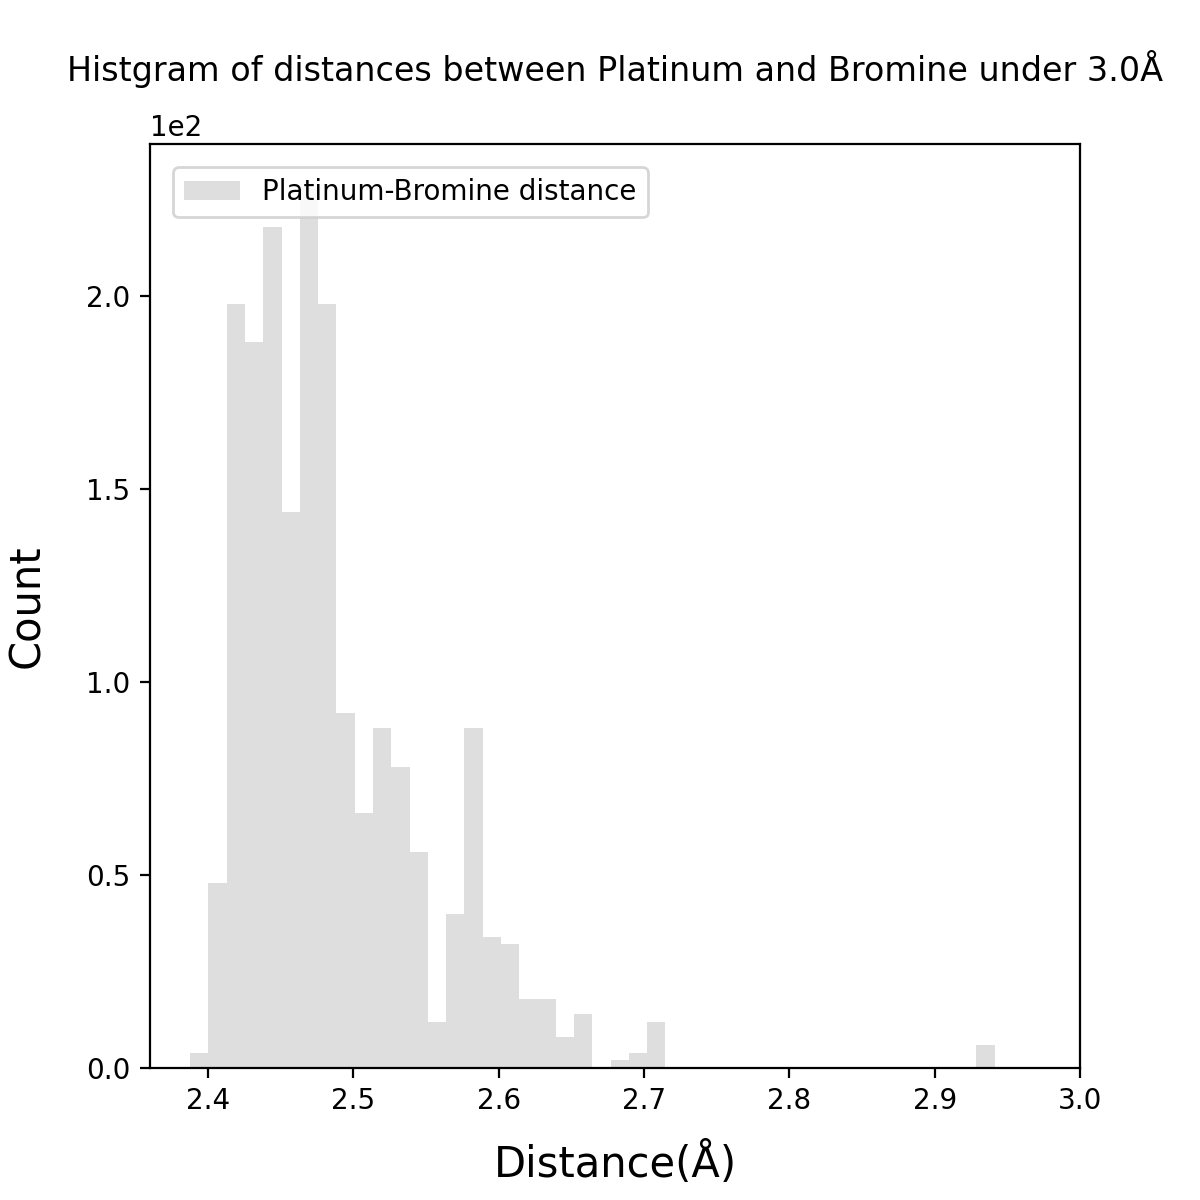 Histgram of distances between Platinum and Bromine under 3.0Å
1e2
Platinum-Bromine distance
2.0
1.5
1.0
0.5
0.0
Count
2.4 2.5 2.6 2.7 2.8 2.9 3.0
Distance(Å)